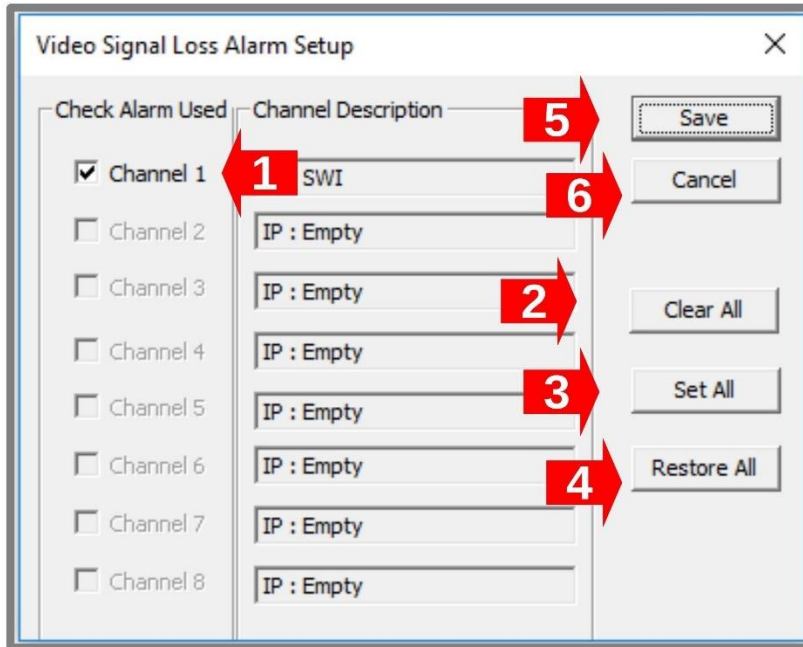 Video Signal Loss Alarm Setup
Check Alarm Used
Channel Description
5
Save
Channel 1
1
SWI
6
Cancel
Channel 2
IP : Empty
Channel 3
IP : Empty
2
Clear All
Channel 4
IP : Empty
3
Set All
Channel 5
IP : Empty
Channel 6
IP : Empty
4
Restore All
Channel 7
IP : Empty
Channel 8
IP : Empty